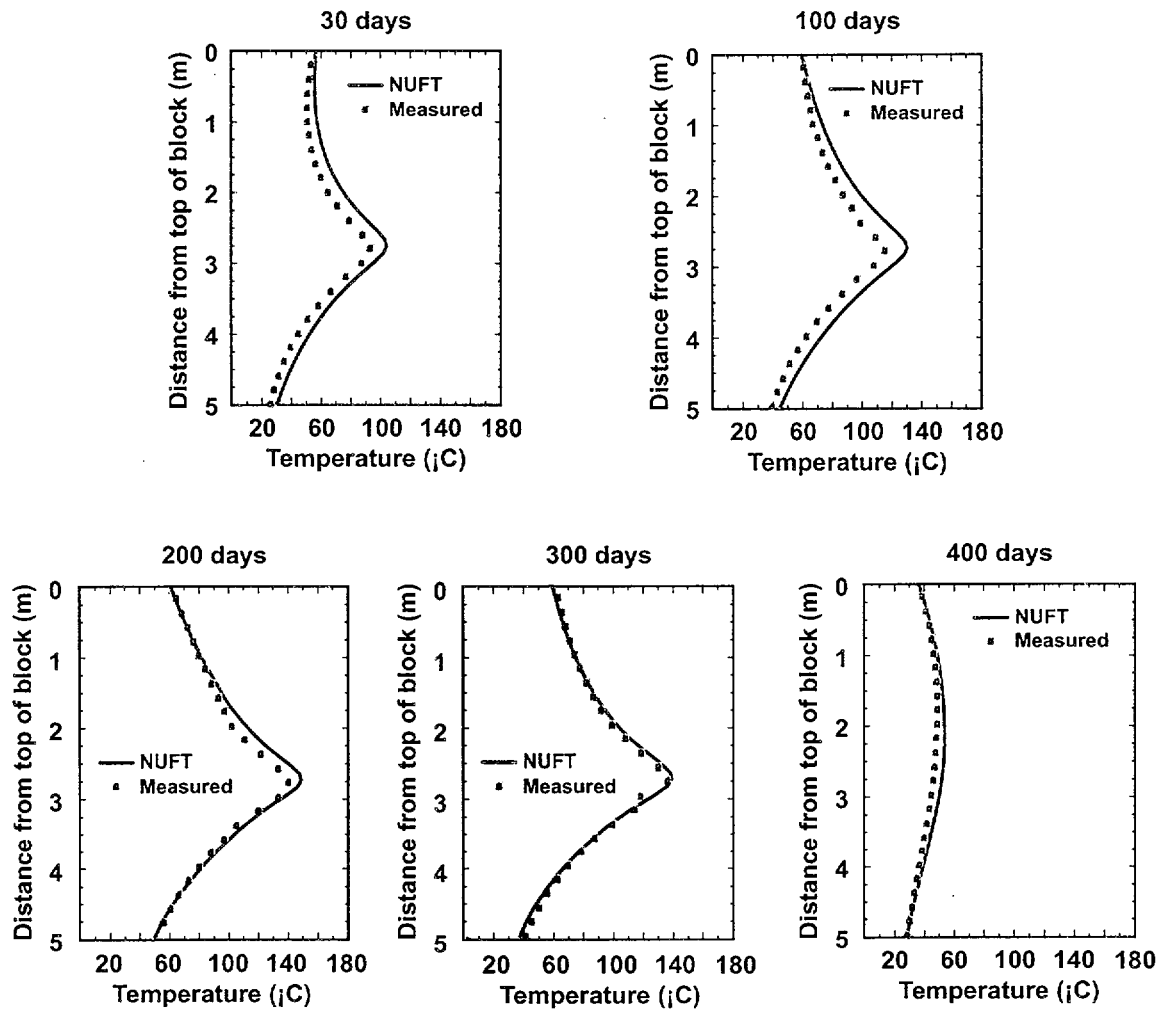 30 days
Distance from top of block (m)
0
1
2
3
4
5
NUFT
Measured
20 60 100 140 180
Temperature (¡C)
100 days
Distance from top of block (m)
0
1
2
3
4
5
NUFT
Measured
20 60 100 140 180
Temperature (¡C)
200 days
Distance from top of block (m)
0
1
2
3
4
5
NUFT
Measured
20 60 100 140 180
Temperature (¡C)
300 days
Distance from top of block (m)
0
1
2
3
4
5
NUFT
Measured
20 60 100 140 180
Temperature (¡C)
400 days
Distance from top of block (m)
0
1
2
3
4
5
NUFT
Measured
20 60 100 140 180
Temperature (¡C)